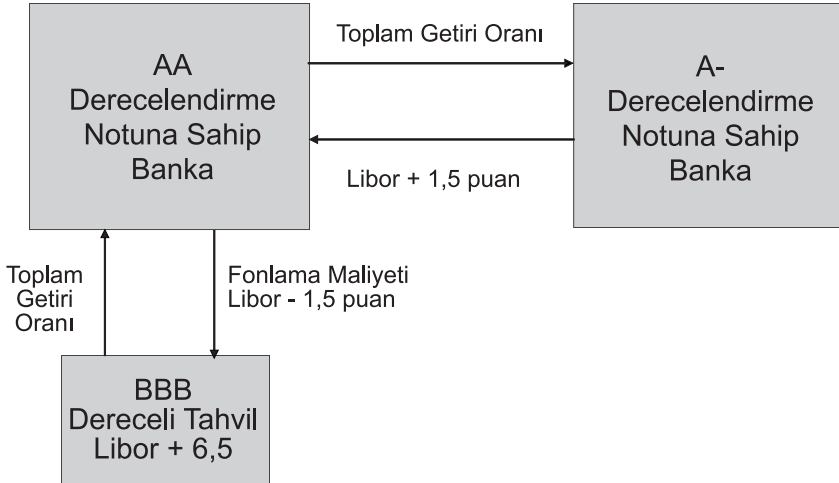 AA
Derecelendirme
Notuna Sahip
Banka
Toplam Getiri Oranı
Libor + 1,5 puan
A-
Derecelendirme
Notuna Sahip
Banka
Toplam
Getiri
Oranı
Fonlama Maliyeti
Libor - 1,5 puan
BBB
Dereceli Tahvil
Libor + 6,5